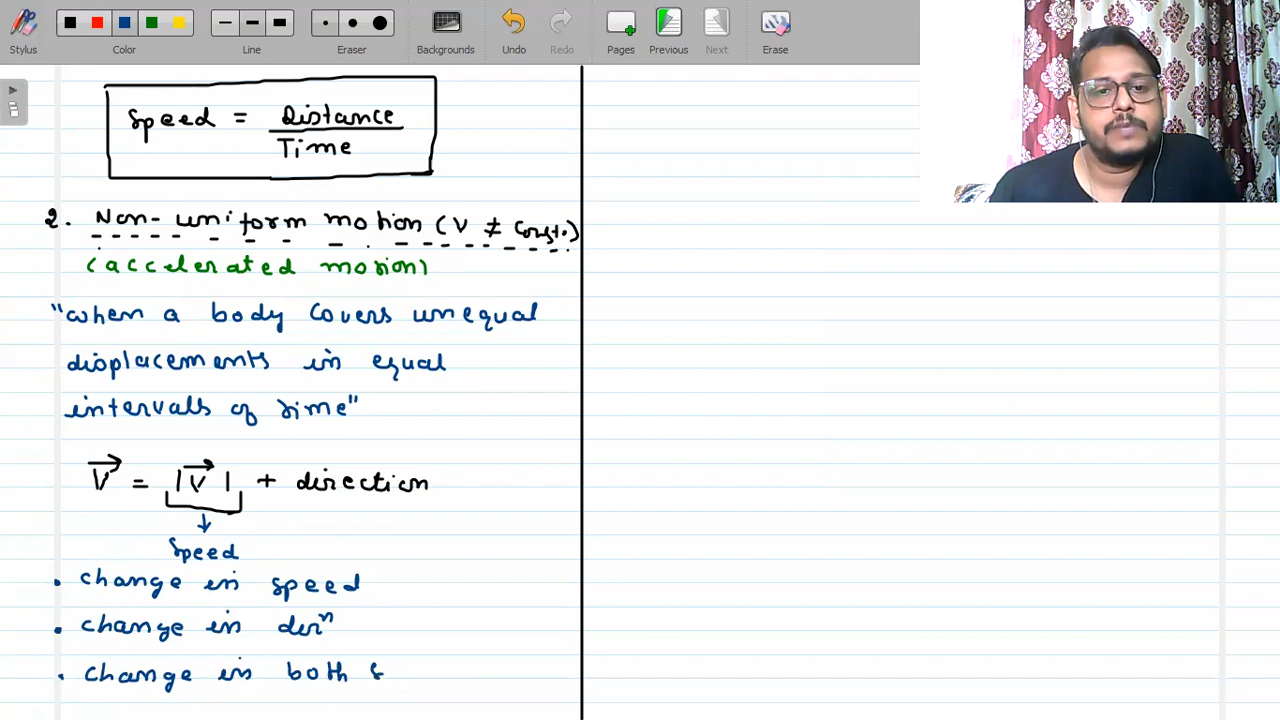 Stylus
Color
Line
Eraser
Backgrounds
Undo
Redo
Pages
Previous
Next
Erase
Speed = Distance
Time
2. Non-uniform motion (V ≠ Const.)
(accelerated motion)
"when a body covers unequal
displacements in equal
intervals of time"
V⃗ = |V⃗| + direction
↓
Speed
• change in speed
• change in dirⁿ
• change in both s